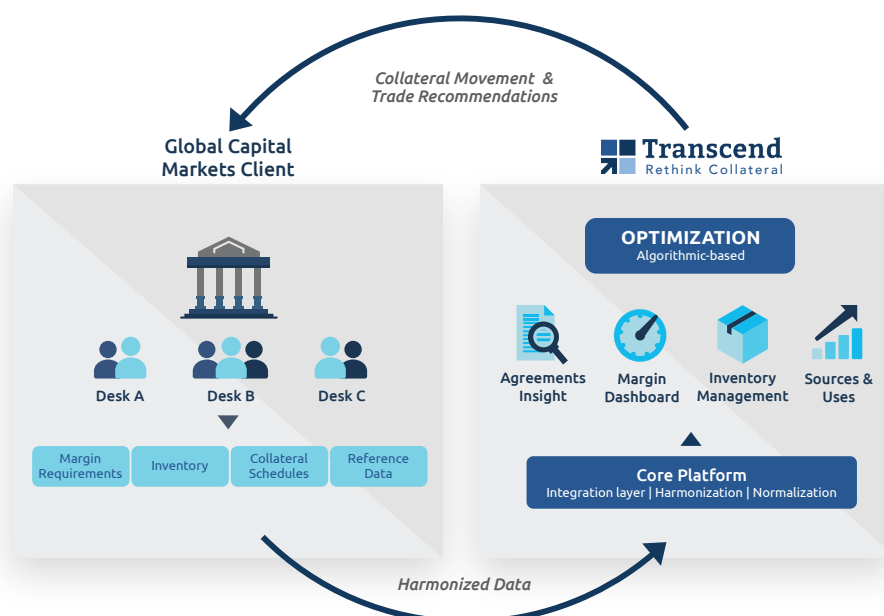 Collateral Movement &
Trade Recommendations
Global Capital
Markets Client
Transcend
Rethink Collateral
OPTIMIZATION
Algorithmic-based
Desk A
Desk B
Desk C
Agreements
Insight
Margin
Dashboard
Inventory
Management
Sources &
Uses
Margin
Requirements
Inventory
Collateral
Schedules
Reference
Data
Core Platform
Integration layer | Harmonization | Normalization
Harmonized Data